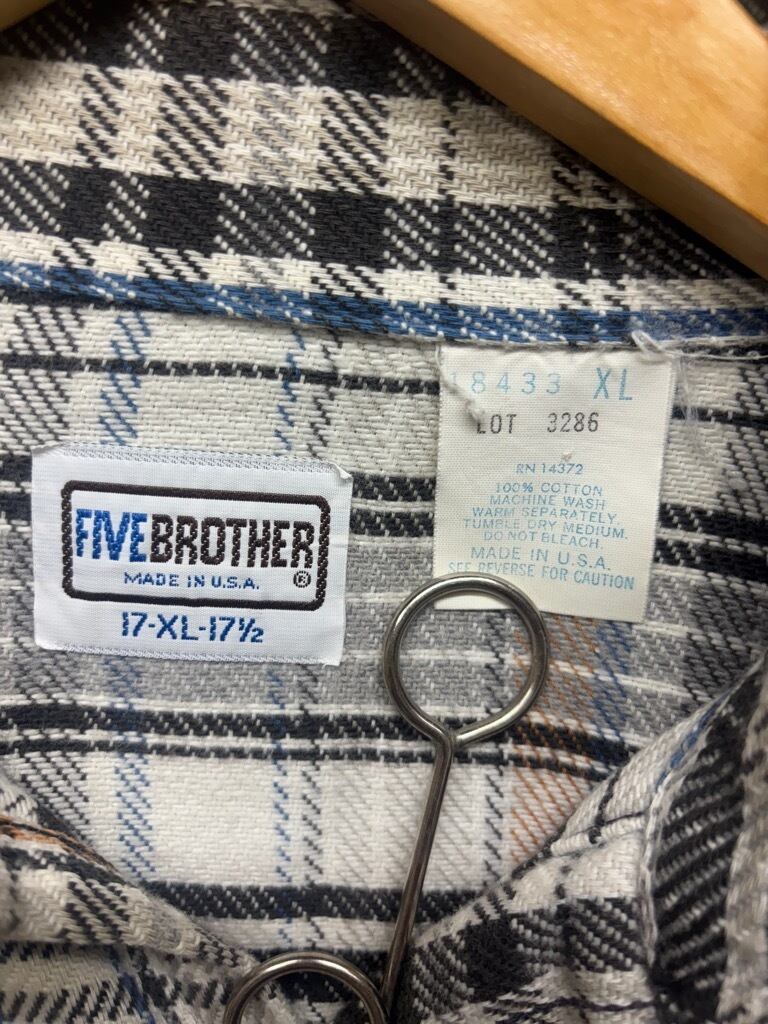 FIVEBROTHER
MADE IN U.S.A. ®
17-XL-17½
18433 XL
LOT 3286
RN 14372
100% COTTON
MACHINE WASH
WARM SEPARATELY.
TUMBLE DRY MEDIUM.
DO NOT BLEACH.
MADE IN U.S.A.
SEE REVERSE FOR CAUTION